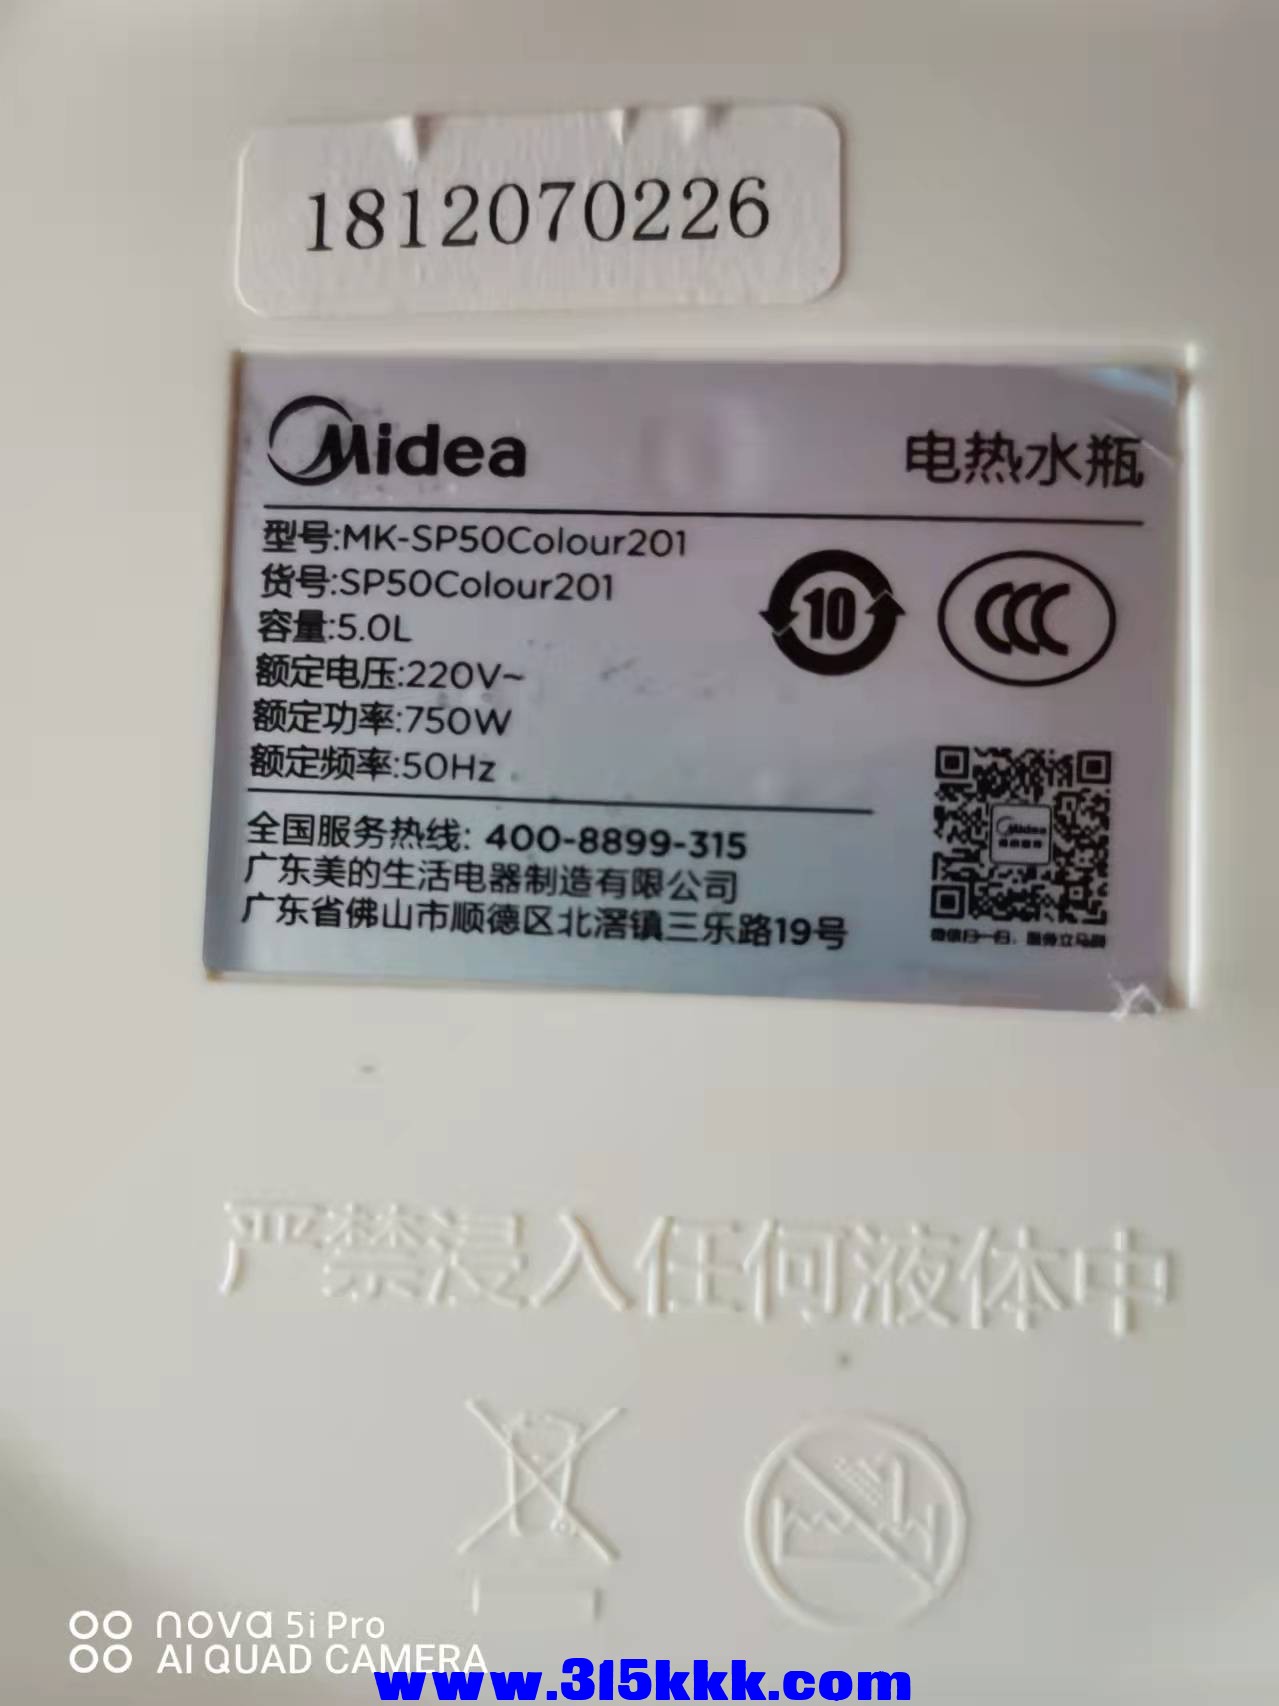 1812070226
Midea 电热水瓶
型号:MK-SP50Colour201
货号:SP50Colour201
容量:5.0L
额定电压:220V~
额定功率:750W
额定频率:50Hz
10
CCC
Midea
全国服务热线: 400-8899-315
广东美的生活电器制造有限公司
广东省佛山市顺德区北滘镇三乐路19号
严禁浸入任何液体中
nova 5i Pro
AI QUAD CAMERA
www.315kkk.com